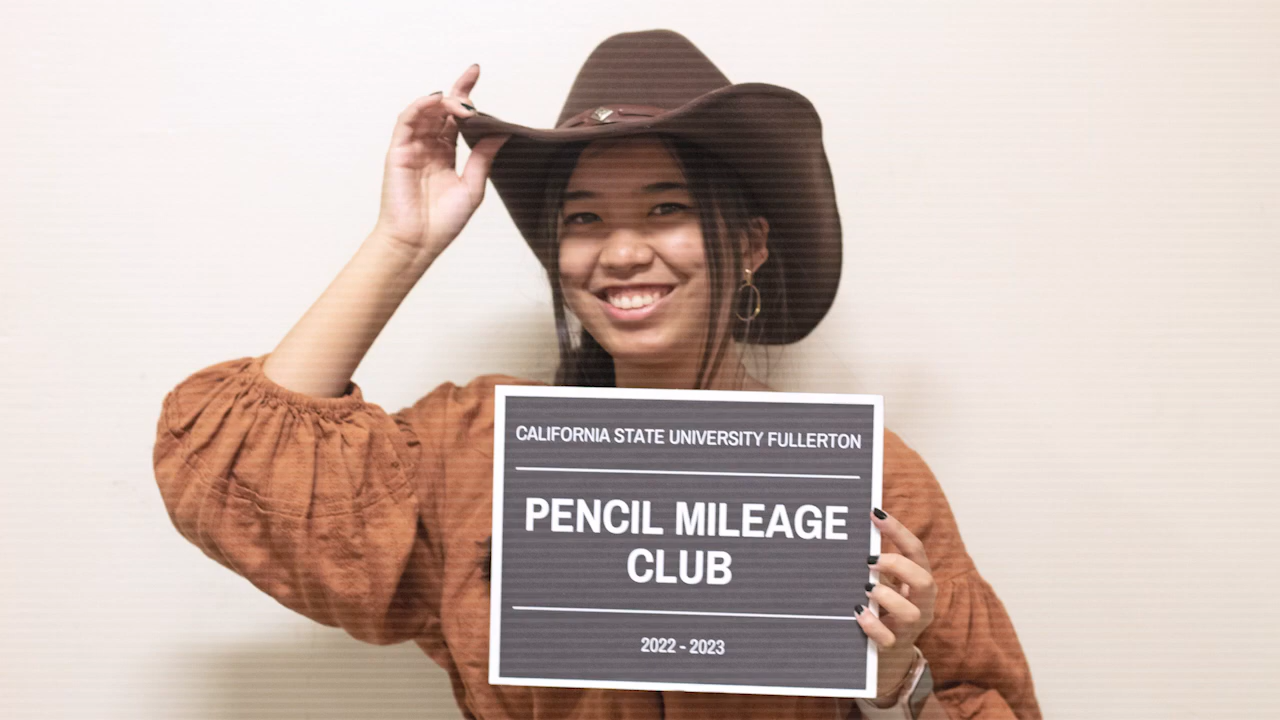 CALIFORNIA STATE UNIVERSITY FULLERTON
PENCIL MILEAGE
CLUB
2022 - 2023